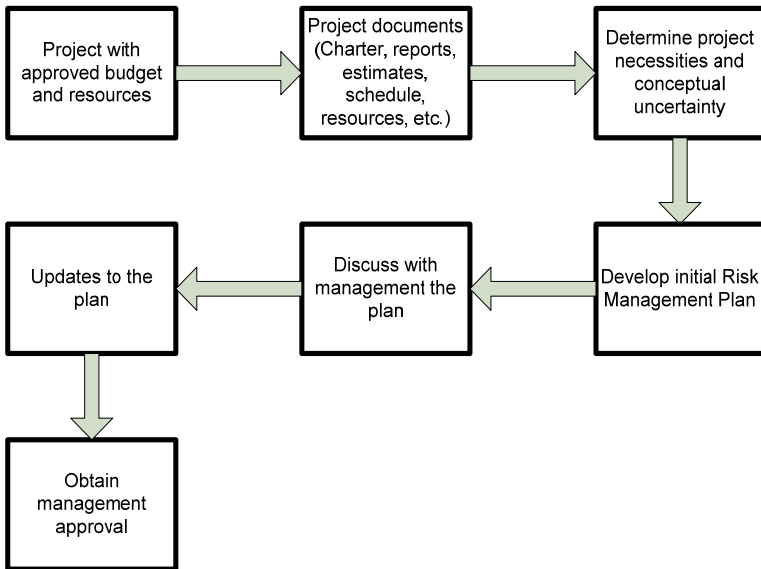 Project with
approved budget
and resources
Project documents
(Charter, reports,
estimates,
schedule,
resources, etc.)
Determine project
necessities and
conceptual
uncertainty
Develop initial Risk
Management Plan
Discuss with
management the
plan
Updates to the
plan
Obtain
management
approval